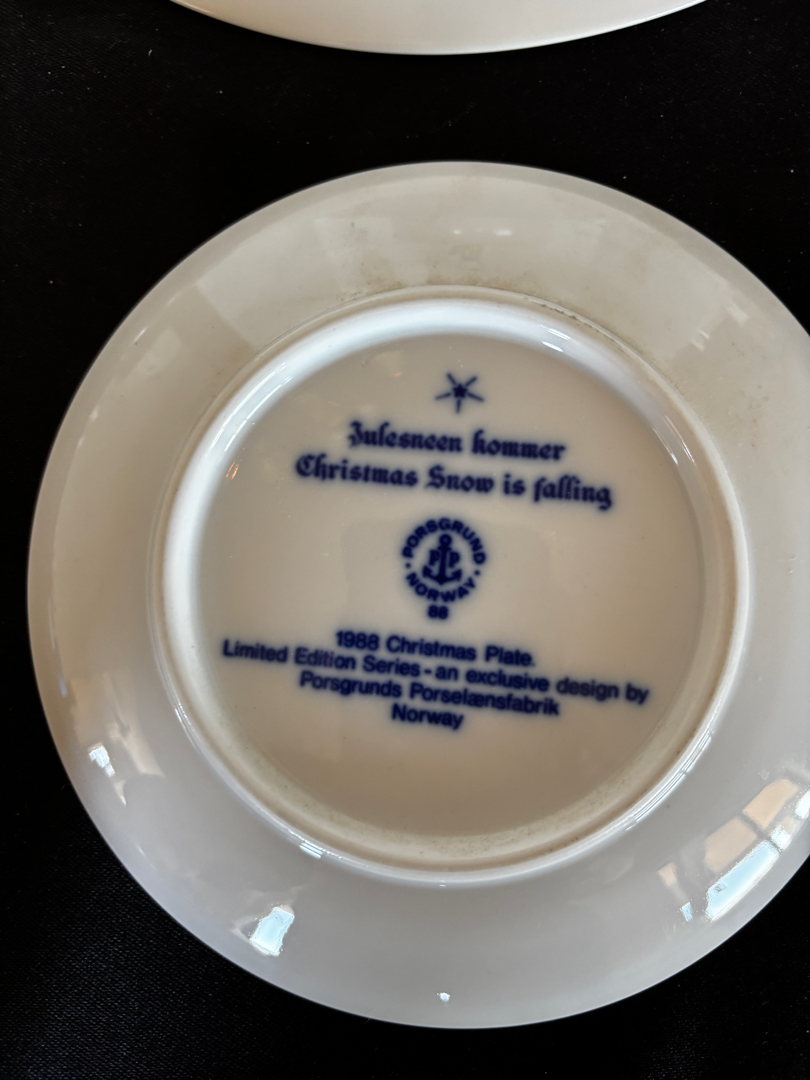 Julesneen kommer
Christmas Snow is falling
PORSGRUND
PP
NORWAY
88
1988 Christmas Plate.
Limited Edition Series - an exclusive design by
Porsgrunds Porselænsfabrik
Norway